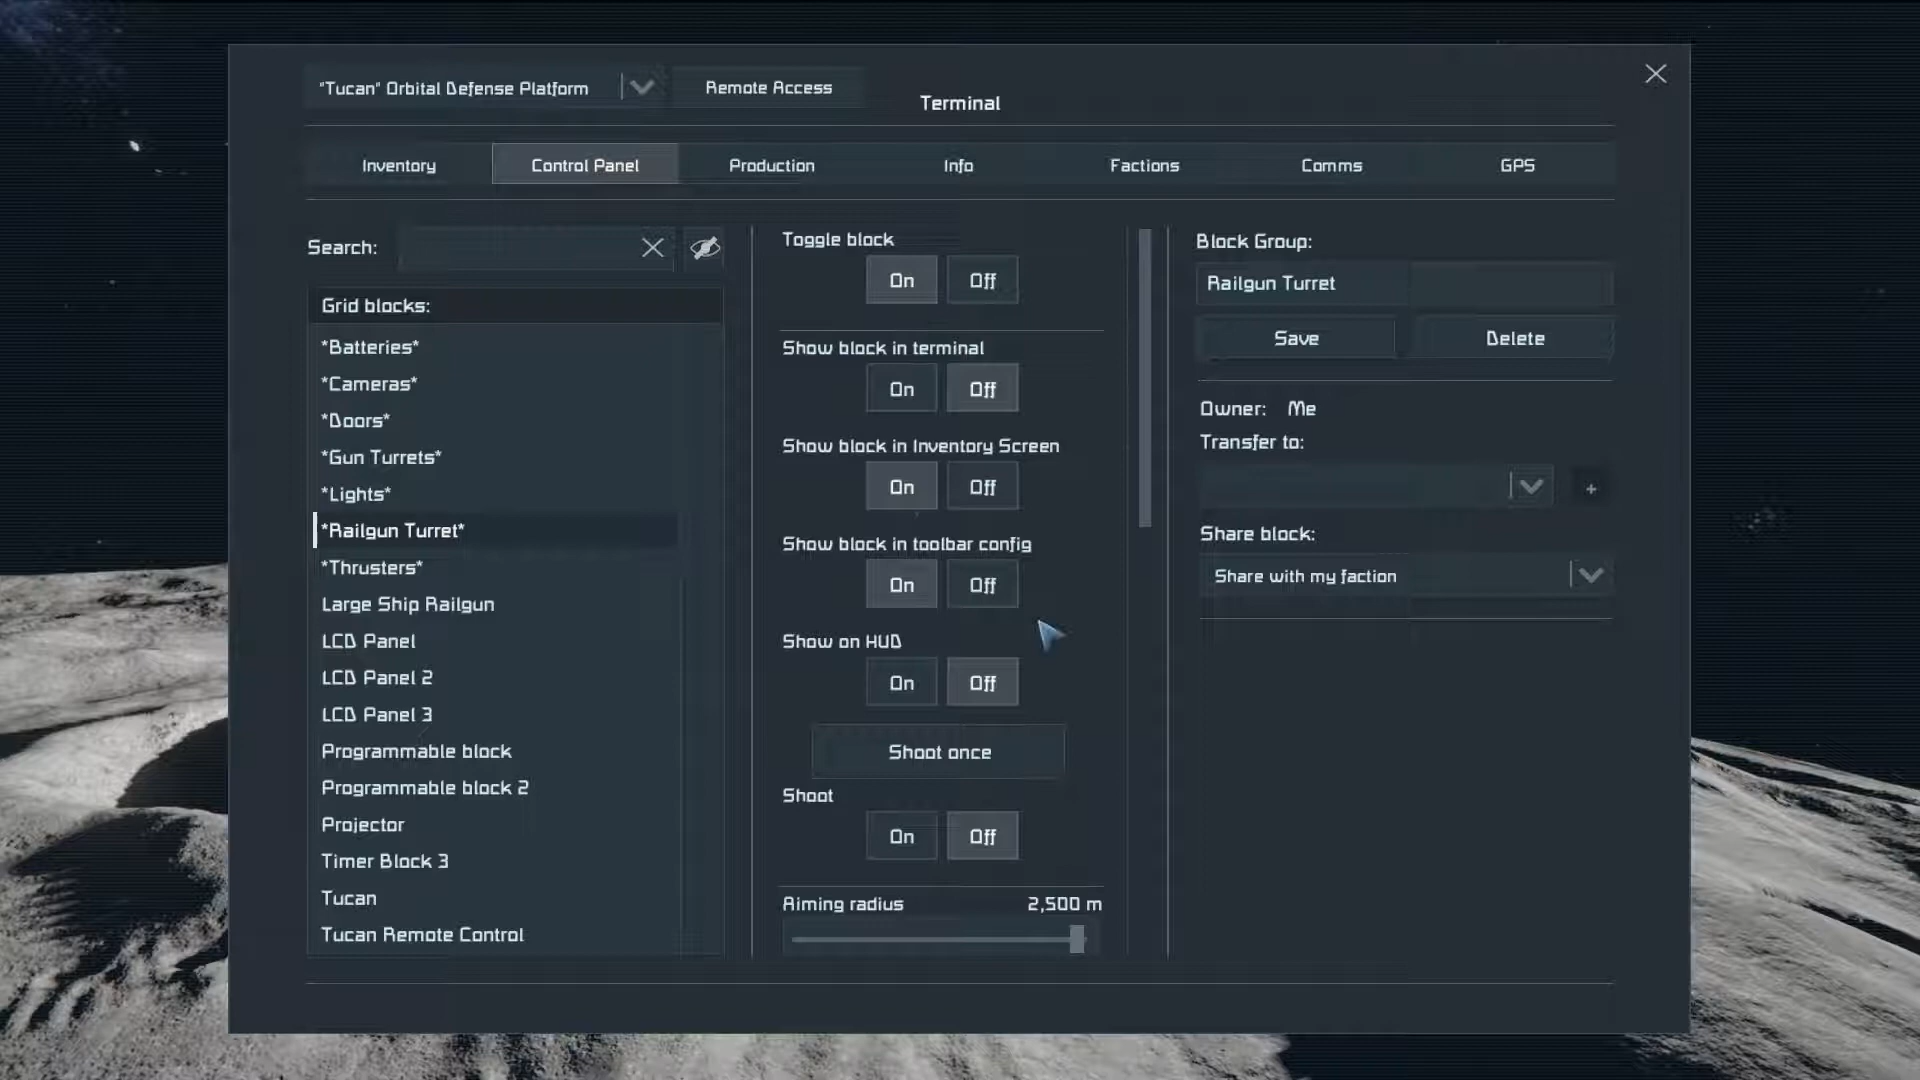 "Tucan" Orbital Defense Platform
Remote Access
Terminal
Inventory
Control Panel
Production
Info
Factions
Comms
GPS
Search:
Grid blocks:
*Batteries*
*Cameras*
*Doors*
*Gun Turrets*
*Lights*
*Railgun Turret*
*Thrusters*
Large Ship Railgun
LCD Panel
LCD Panel 2
LCD Panel 3
Programmable block
Programmable block 2
Projector
Timer Block 3
Tucan
Tucan Remote Control
Toggle block
On Off
Show block in terminal
On Off
Show block in Inventory Screen
On Off
Show block in toolbar config
On Off
Show on HUD
On Off
Shoot once
Shoot
On Off
Aiming radius 2,500 m
Block Group:
Railgun Turret
Save Delete
Owner: Me
Transfer to:
+
Share block:
Share with my faction